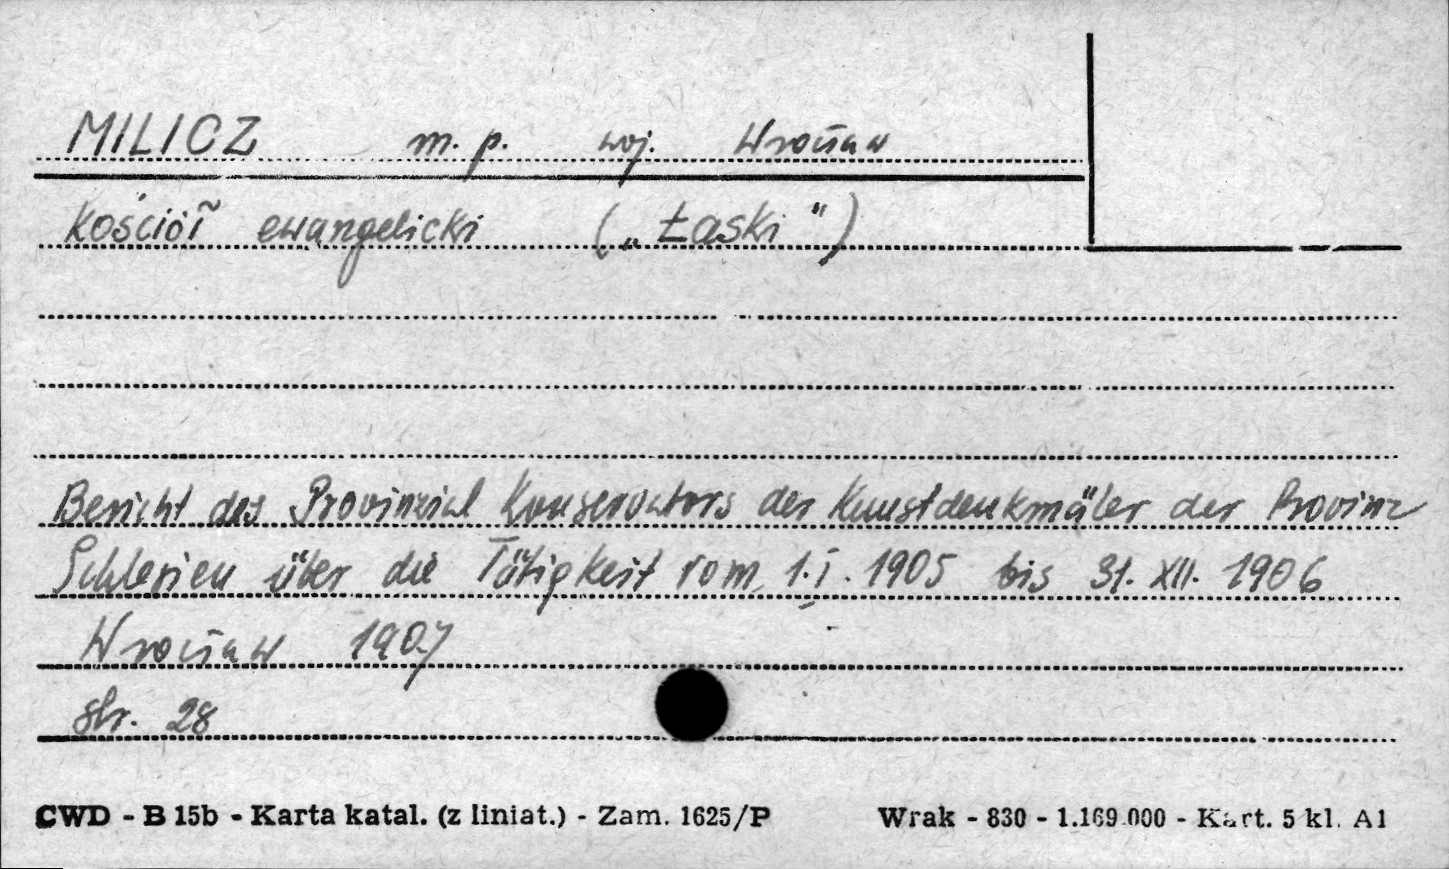 MILICZ m. p. woj. Wrocław
Kościół ewangelicki („Łaski")
Bericht des Provinzial Konservators der Kunstdenkmäler der Provinz
Schlesien über die Tätigkeit vom 1.I.1905 bis 31. XII. 1906
Wrocław 1907
str. 28
CWD - B 15b - Karta katal. (z liniat.) - Zam. 1625/P Wrak - 830 - 1.169.000 - Kart. 5 kl. A1